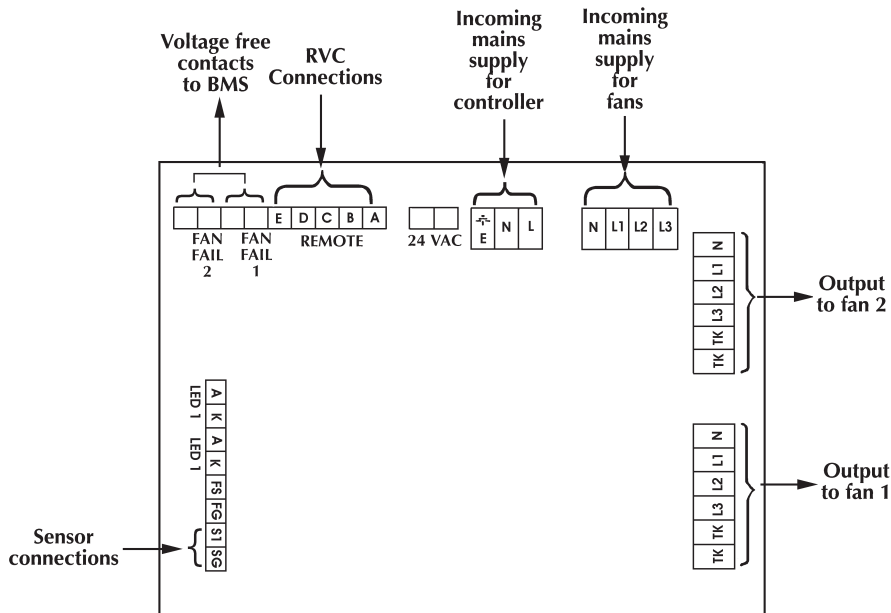 Voltage free
contacts
to BMS
RVC
Connections
Incoming
mains
supply
for
controller
Incoming
mains
supply
for
fans
E D C B A
E N L
N L1 L2 L3
FAN
FAIL
2
FAN
FAIL
1
REMOTE
24 VAC
N
L1
L2
L3
TK
TK
Output
to fan 2
LED 1
LED 1
A
K
A
K
FS
FG
S1
SG
Sensor
connections
N
L1
L2
L3
TK
TK
Output
to fan 1